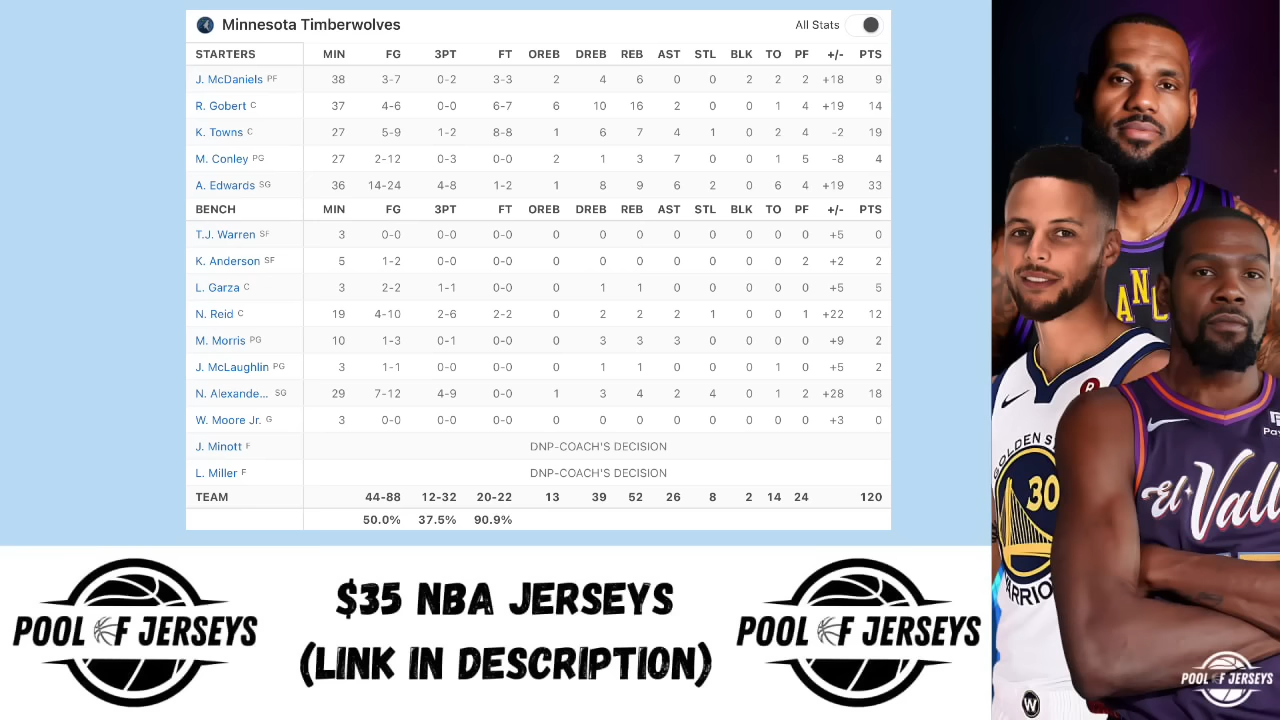 Minnesota Timberwolves All Stats
STARTERS MIN FG 3PT FT OREB DREB REB AST STL BLK TO PF +/- PTS
J. McDaniels PF 38 3-7 0-2 3-3 2 4 6 0 0 2 2 2 +18 9
R. Gobert C 37 4-6 0-0 6-7 6 10 16 2 0 0 1 4 +19 14
K. Towns C 27 5-9 1-2 8-8 1 6 7 4 1 0 2 4 -2 19
M. Conley PG 27 2-12 0-3 0-0 2 1 3 7 0 0 1 5 -8 4
A. Edwards SG 36 14-24 4-8 1-2 1 8 9 6 2 0 6 4 +19 33
BENCH MIN FG 3PT FT OREB DREB REB AST STL BLK TO PF +/- PTS
T.J. Warren SF 3 0-0 0-0 0-0 0 0 0 0 0 0 0 0 +5 0
K. Anderson SF 5 1-2 0-0 0 0 0 0 0 0 0 2 +2 2
L. Garza C 3 2-2 1-1 0-0 0 1 1 0 0 0 0 0 +5 5
N. Reid C 19 4-10 2-6 2-2 0 2 2 2 1 0 0 1 +22 12
M. Morris PG 10 1-3 0-1 0-0 0 3 3 3 0 0 0 0 +9 2
J. McLaughlin PG 3 1-1 0-0 0-0 0 1 1 0 0 0 1 0 +5 2
N. Alexande... SG 29 7-12 4-9 0-0 1 3 4 2 4 0 1 2 +28 18
W. Moore Jr. G 3 0-0 0-0 0-0 0 0 0 0 0 0 0 0 +3 0
J. Minott F DNP-COACH'S DECISION
L. Miller F DNP-COACH'S DECISION
TEAM 44-88 12-32 20-22 13 39 52 26 8 2 14 24 120
50.0% 37.5% 90.9%
POOL OF JERSEYS
$35 NBA JERSEYS
(LINK IN DESCRIPTION)
POOL OF JERSEYS
GOLDEN S
30
ARRIO
W
El Vall
POOL OF JERSEYS